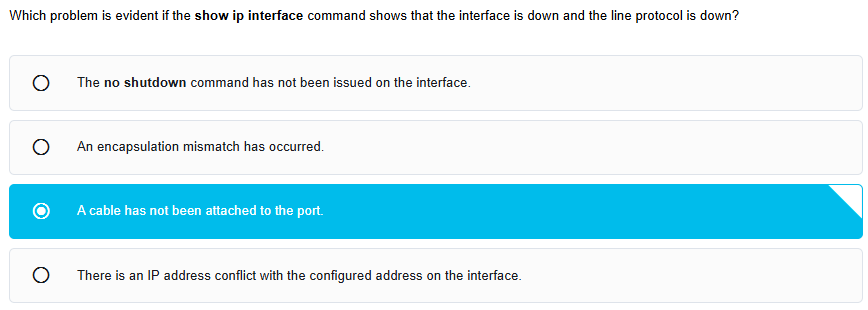 Which problem is evident if the show ip interface command shows that the interface is down and the line protocol is down?
The no shutdown command has not been issued on the interface.
An encapsulation mismatch has occurred.
A cable has not been attached to the port.
There is an IP address conflict with the configured address on the interface.